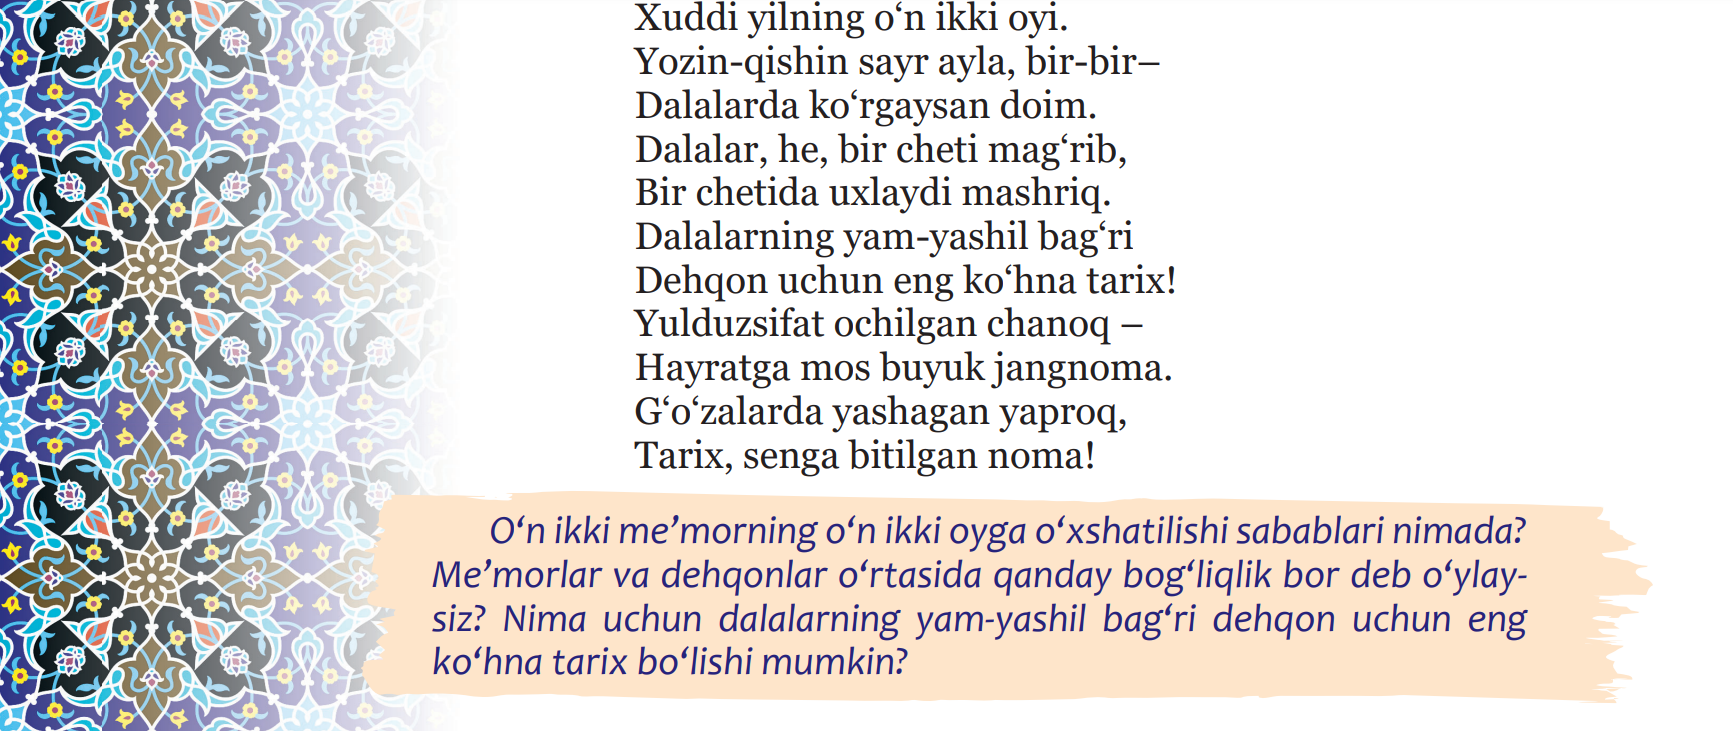 Xuddi yilning o‘n ikki oyi.
Yozin-qishin sayr ayla, bir-bir–
Dalalarda ko‘rgaysan doim.
Dalalar, he, bir cheti mag‘rib,
Bir chetida uxlaydi mashriq.
Dalalarning yam-yashil bag‘ri
Dehqon uchun eng ko‘hna tarix!
Yulduzsifat ochilgan chanoq –
Hayratga mos buyuk jangnoma.
G‘o‘zalarda yashagan yaproq,
Tarix, senga bitilgan noma!
O‘n ikki me’morning o‘n ikki oyga o‘xshatilishi sabablari nimada?
Me’morlar va dehqonlar o‘rtasida qanday bog‘liqlik bor deb o‘ylay-
siz? Nima uchun dalalarning yam-yashil bag‘ri dehqon uchun eng
ko‘hna tarix bo‘lishi mumkin?